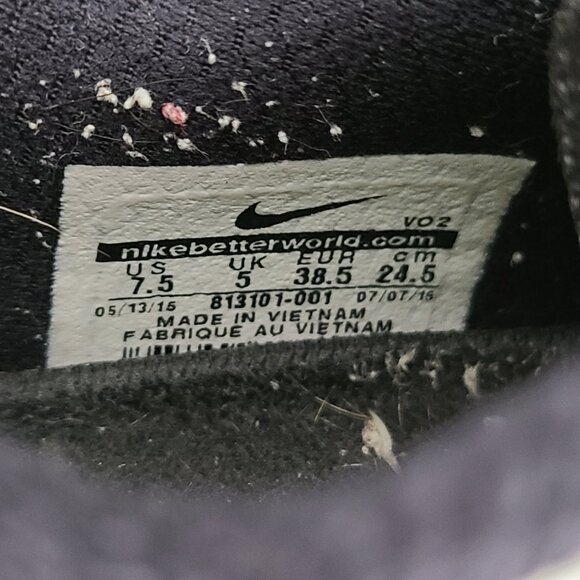 VO2
nikebetterworld.com
US UK EUR cm
7.5 5 38.5 24.5
05/13/15 813101-001 07/07/15
MADE IN VIETNAM
FABRIQUE AU VIETNAM